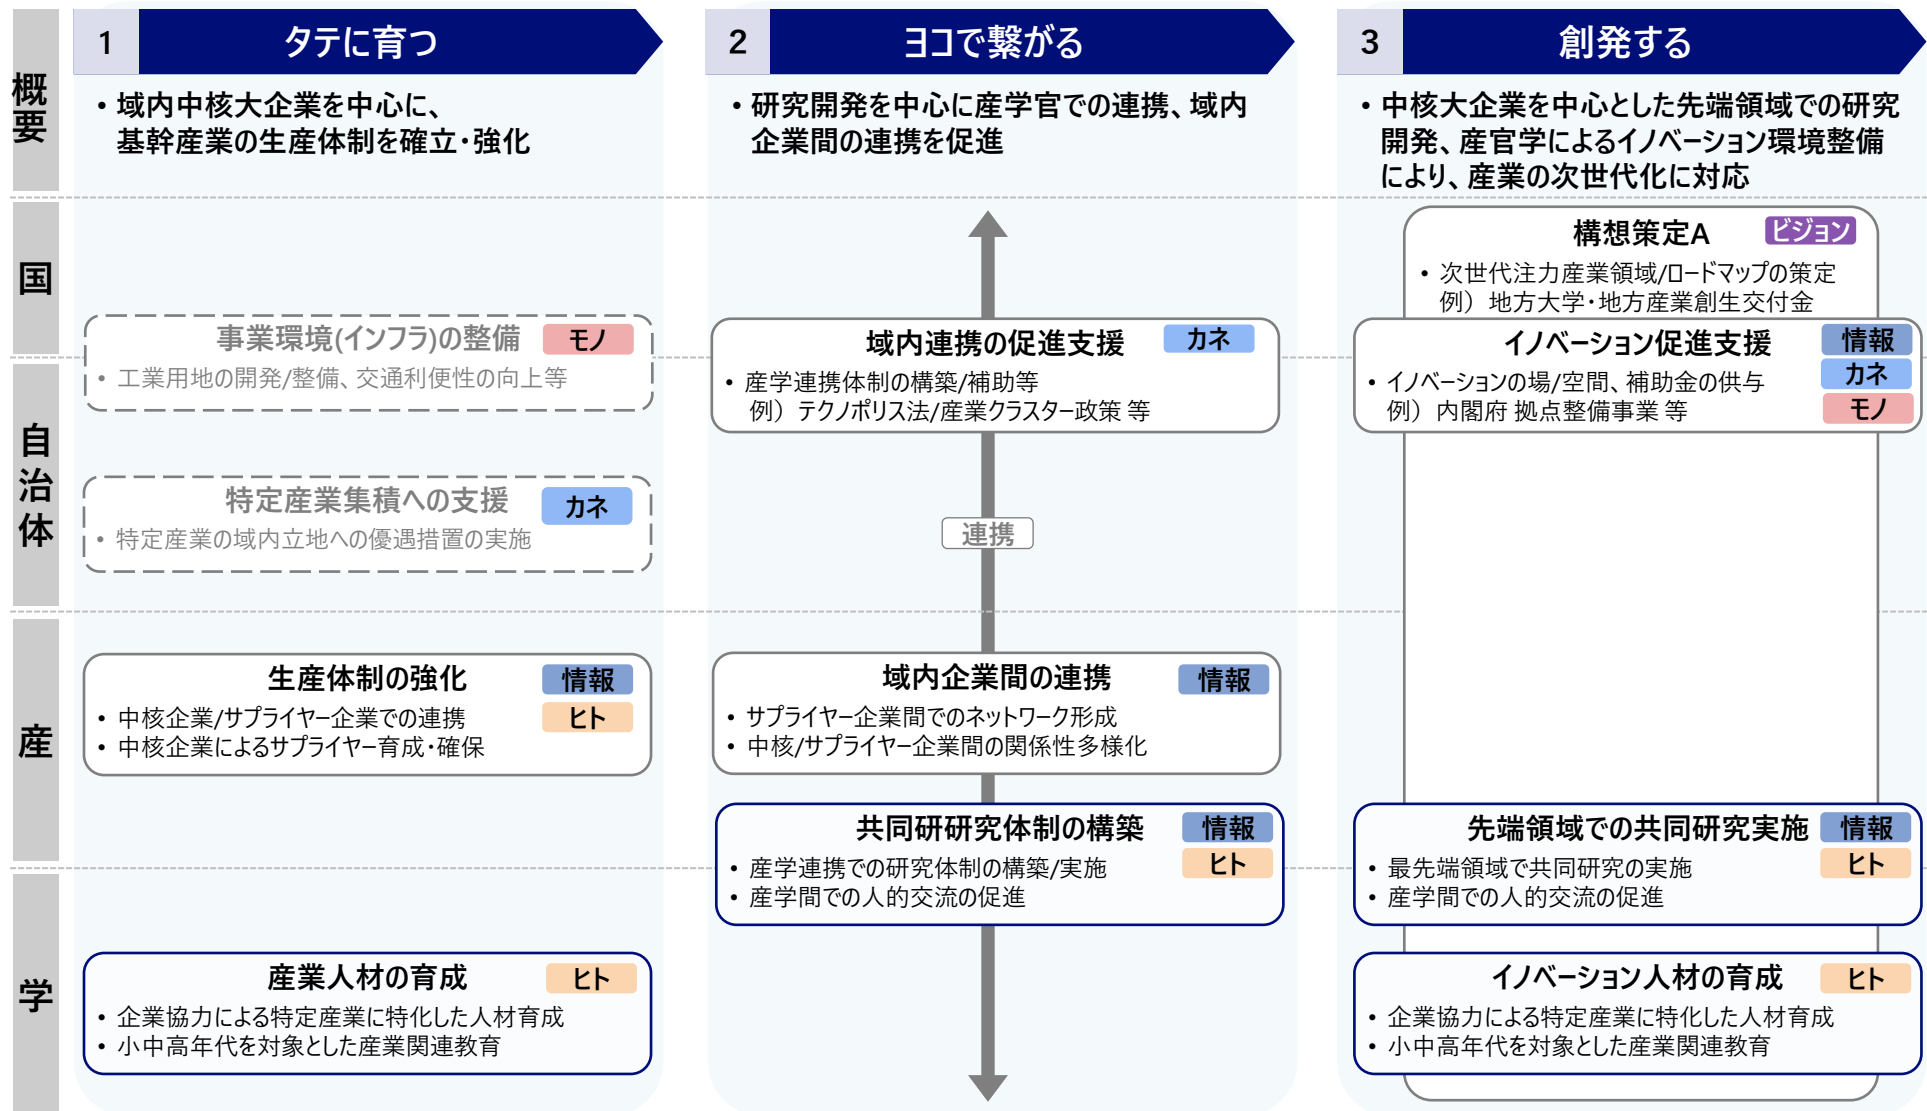 概要
国
自治体
産
学
1 タテに育つ
• 域内中核大企業を中心に、
基幹産業の生産体制を確立・強化
事業環境(インフラ)の整備 モノ
• 工業用地の開発/整備、交通利便性の向上等
特定産業集積への支援 カネ
• 特定産業の域内立地への優遇措置の実施
生産体制の強化 情報
ヒト
• 中核企業/サプライヤー企業での連携
• 中核企業によるサプライヤー育成・確保
産業人材の育成 ヒト
• 企業協力による特定産業に特化した人材育成
• 小中高年代を対象とした産業関連教育
2 ヨコで繋がる
• 研究開発を中心に産学官での連携、域内
企業間の連携を促進
域内連携の促進支援 カネ
• 産学連携体制の構築/補助等
例）テクノポリス法/産業クラスター政策 等
連携
域内企業間の連携 情報
• サプライヤー企業間でのネットワーク形成
• 中核/サプライヤー企業間の関係性多様化
共同研研究体制の構築 情報
ヒト
• 産学連携での研究体制の構築/実施
• 産学間での人的交流の促進
3 創発する
• 中核大企業を中心とした先端領域での研究
開発、産官学によるイノベーション環境整備
により、産業の次世代化に対応
構想策定A ビジョン
• 次世代注力産業領域/ロードマップの策定
例）地方大学・地方産業創生交付金
イノベーション促進支援 情報
カネ
モノ
• イノベーションの場/空間、補助金の供与
例）内閣府 拠点整備事業 等
先端領域での共同研究実施 情報
ヒト
• 最先端領域で共同研究の実施
• 産学間での人的交流の促進
イノベーション人材の育成 ヒト
• 企業協力による特定産業に特化した人材育成
• 小中高年代を対象とした産業関連教育